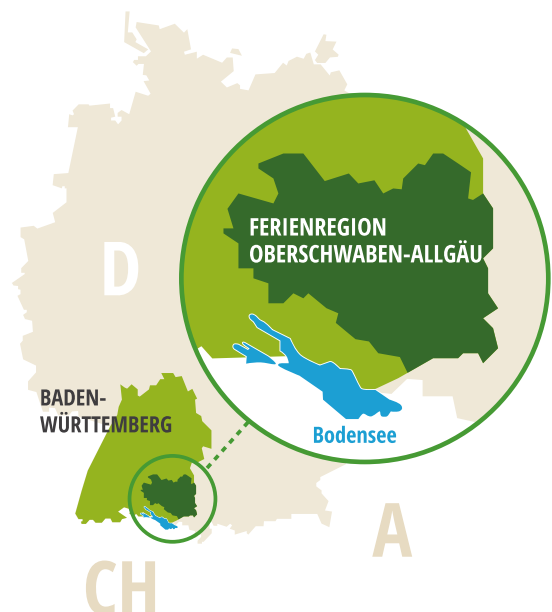 FERIENREGION
OBERSCHWABEN-ALLGÄU
D
BADEN-
WÜRTTEMBERG
Bodensee
A
CH